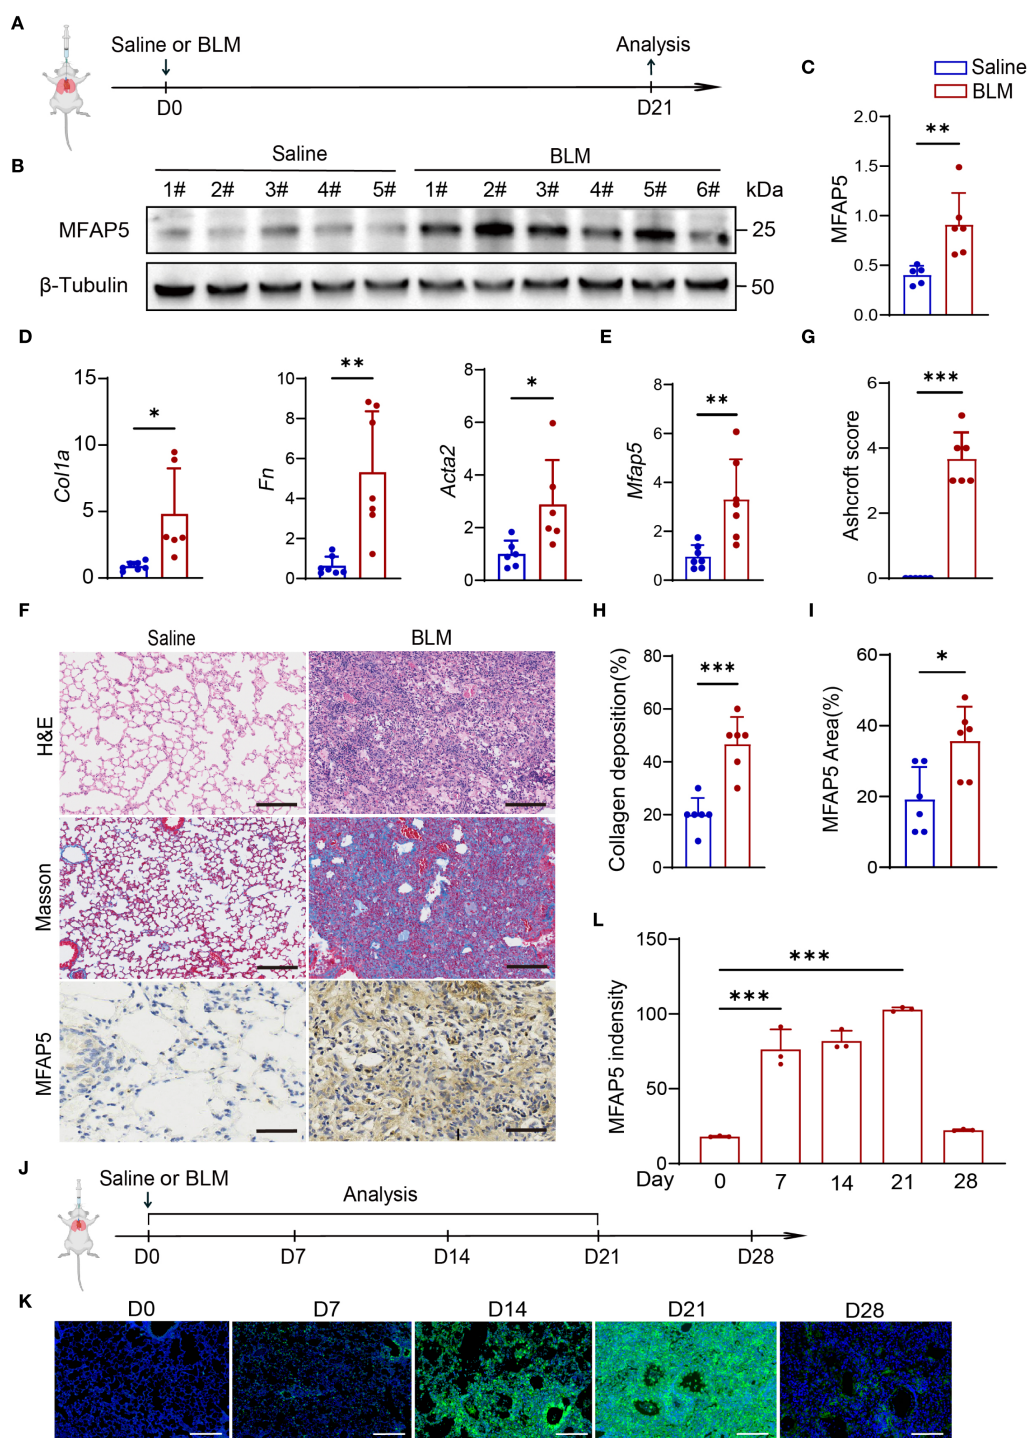 A
Saline or BLM
Analysis
D0
D21
B
Saline
BLM
1# 2# 3# 4# 5# 1# 2# 3# 4# 5# 6# kDa
MFAP5
25
β-Tubulin
50
C
Saline
BLM
MFAP5
2.0
1.5
1.0
0.5
0.0
**
D
Col1a
15
10
5
0
*
Fn
10
8
6
4
2
0
**
Acta2
8
6
4
2
0
*
E
Mfap5
8
6
4
2
0
**
G
Ashcroft score
6
4
2
0
***
F
Saline
BLM
H&E
Masson
MFAP5
H
Collagen deposition(%)
80
60
40
20
0
***
I
MFAP5 Area(%)
60
40
20
0
*
L
MFAP5 indensity
150
100
50
0
***
***
Day 0 7 14 21 28
J
Saline or BLM
Analysis
D0 D7 D14 D21 D28
K
D0 D7 D14 D21 D28